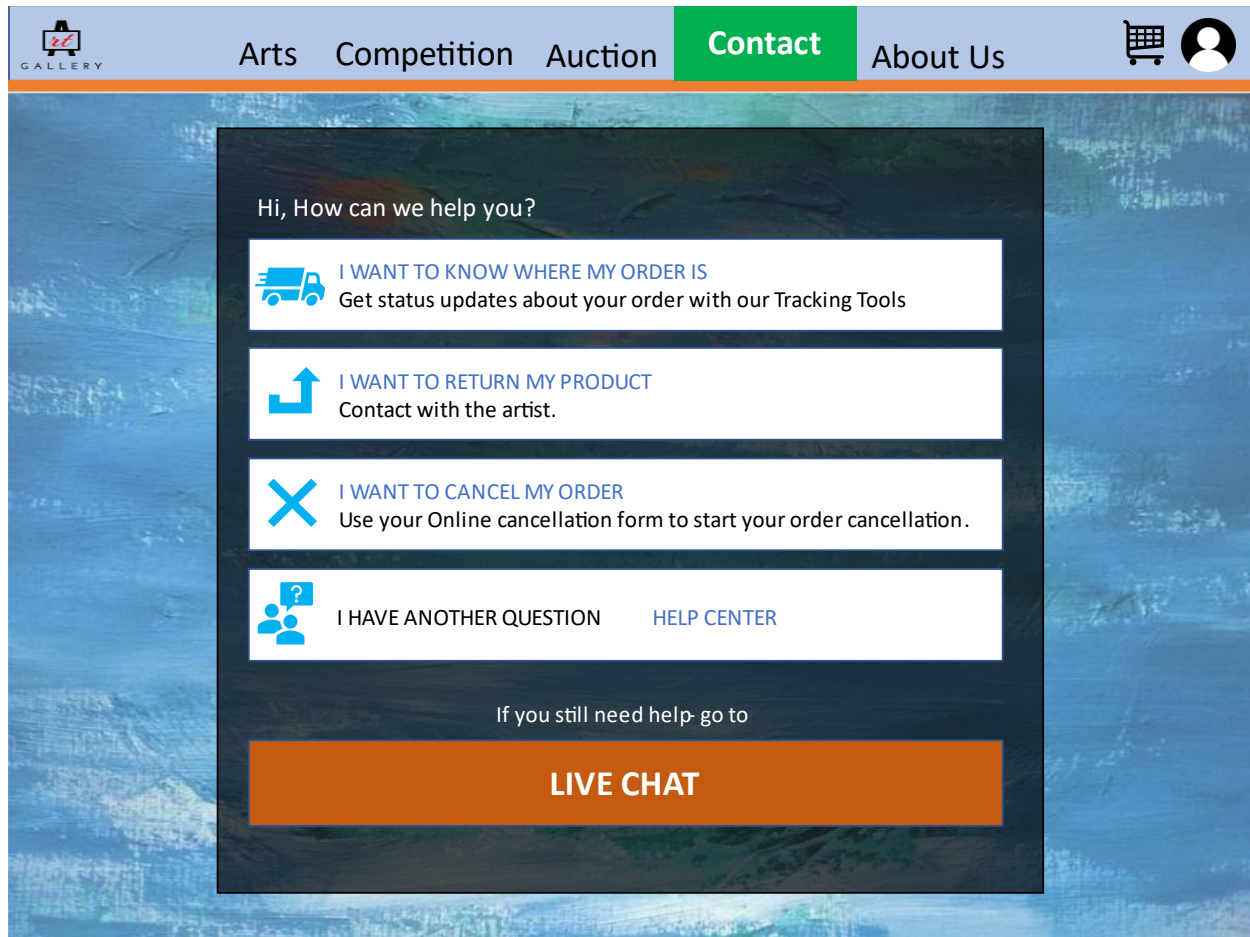 rt
GALLERY
Arts Competition Auction Contact About Us
Hi, How can we help you?
I WANT TO KNOW WHERE MY ORDER IS
Get status updates about your order with our Tracking Tools
I WANT TO RETURN MY PRODUCT
Contact with the artist.
I WANT TO CANCEL MY ORDER
Use your Online cancellation form to start your order cancellation.
?
I HAVE ANOTHER QUESTION HELP CENTER
If you still need help- go to
LIVE CHAT